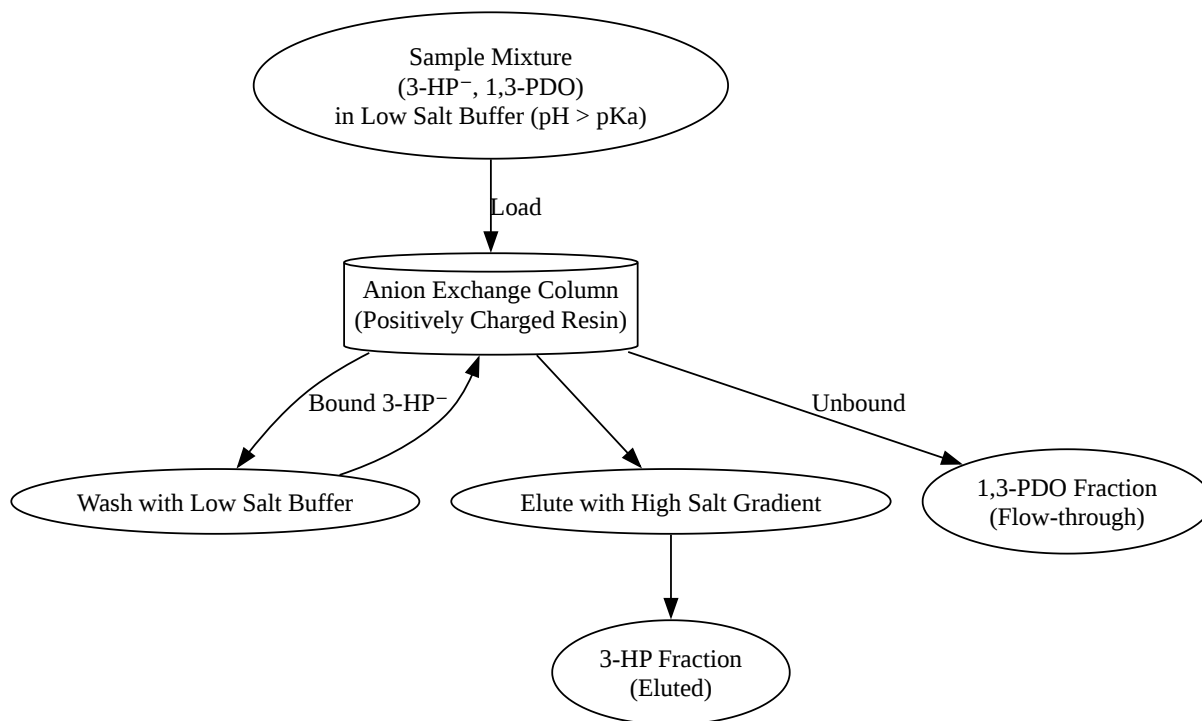 Sample Mixture
(3-HP⁻, 1,3-PDO)
in Low Salt Buffer (pH > pKa)
Load
Anion Exchange Column
(Positively Charged Resin)
Bound 3-HP⁻
Unbound
Wash with Low Salt Buffer
Elute with High Salt Gradient
1,3-PDO Fraction
(Flow-through)
3-HP Fraction
(Eluted)